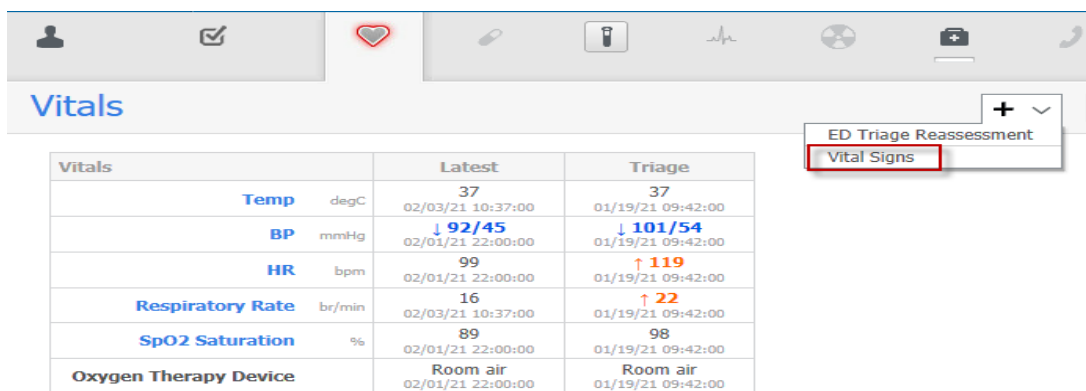 Vitals
ED Triage Reassessment
Vital Signs
Vitals Latest Triage
Temp degC 37 37
02/03/21 10:37:00 01/19/21 09:42:00
BP mmHg ↓ 92/45 ↓ 101/54
02/01/21 22:00:00 01/19/21 09:42:00
HR bpm 99 ↑ 119
02/01/21 22:00:00 01/19/21 09:42:00
Respiratory Rate br/min 16 ↑ 22
02/03/21 10:37:00 01/19/21 09:42:00
SpO2 Saturation % 89 98
02/01/21 22:00:00 01/19/21 09:42:00
Oxygen Therapy Device Room air Room air
02/01/21 22:00:00 01/19/21 09:42:00